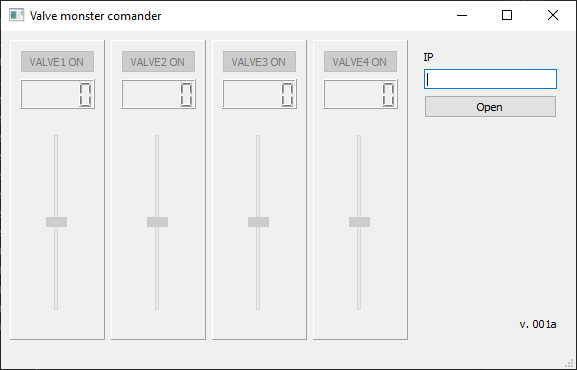 Valve monster comander
VALVE1 ON
VALVE2 ON
VALVE3 ON
VALVE4 ON
IP
0
0
0
0
Open
v. 001a